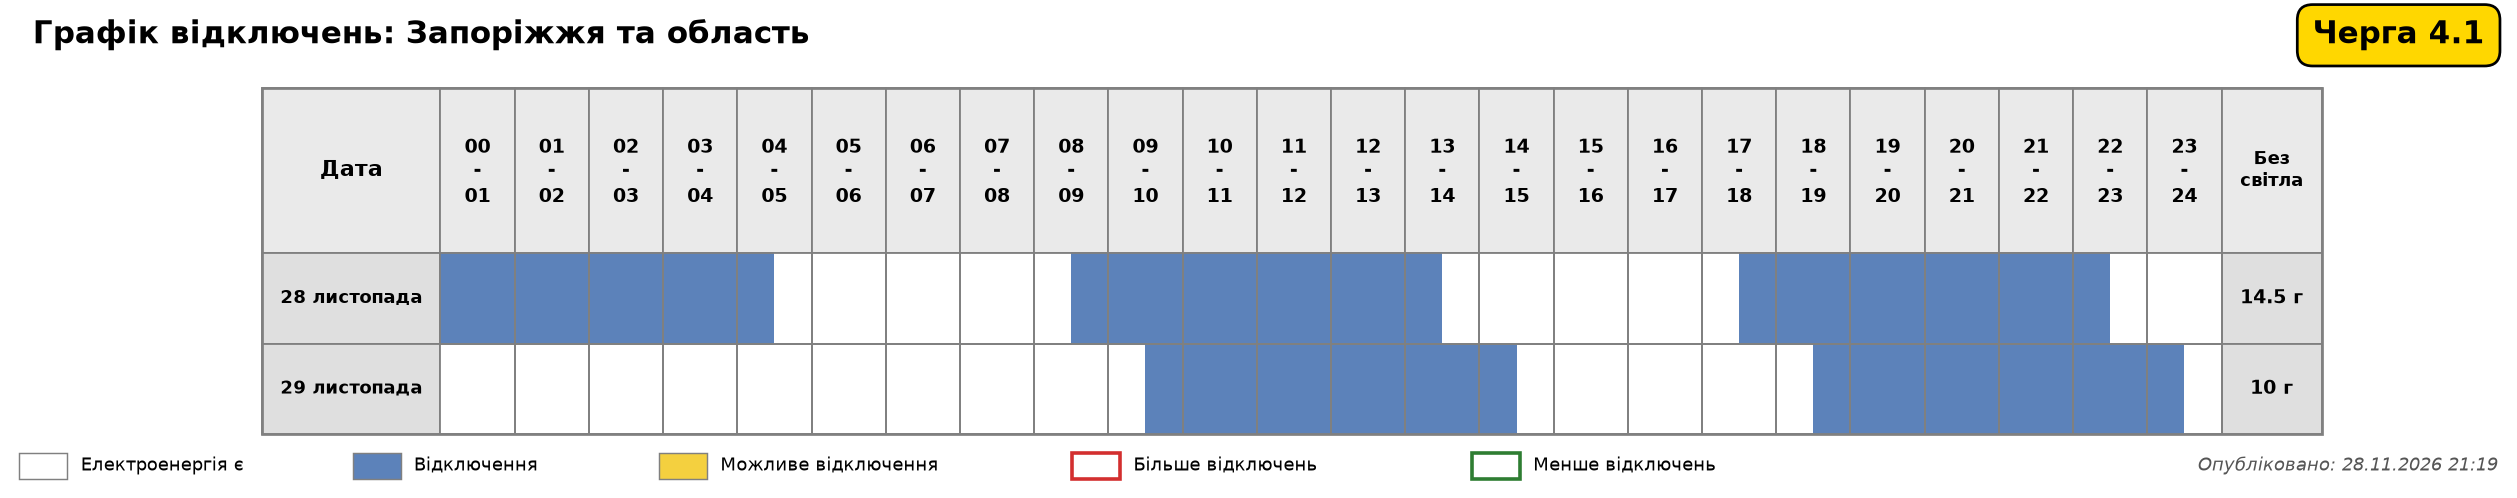 Графік відключень: Запоріжжя та область
Черга 4.1
Дата 00 - 01 01 - 02 02 - 03 03 - 04 04 - 05 05 - 06 06 - 07 07 - 08 08 - 09 09 - 10 10 - 11 11 - 12 12 - 13 13 - 14 14 - 15 15 - 16 16 - 17 17 - 18 18 - 19 19 - 20 20 - 21 21 - 22 22 - 23 23 - 24 Без світла
28 листопада 14.5 г
29 листопада 10 г
Електроенергія є Відключення Можливе відключення Більше відключень Менше відключень
Опубліковано: 28.11.2026 21:19